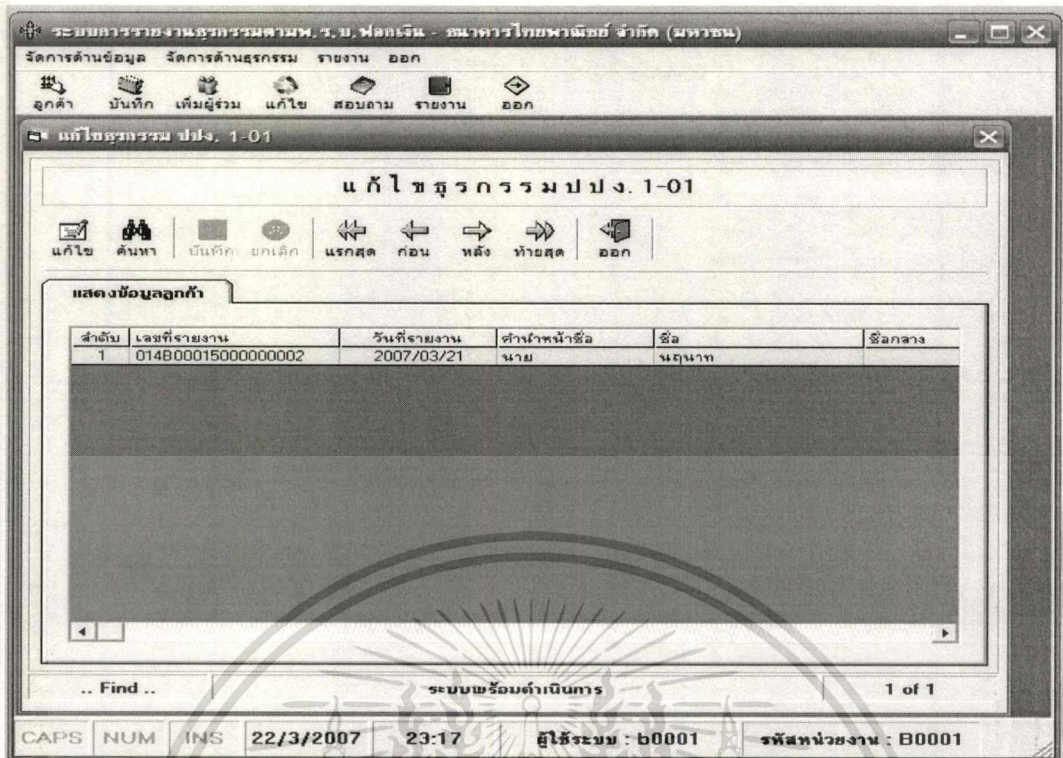 ระบบการรายงานธุรกรรมตามพ.ร.บ.ฟอกเงิน - ธนาคารไทยพาณิชย์ จำกัด (มหาชน)
จัดการด้านข้อมูล จัดการด้านธุรกรรม รายงาน ออก
ลูกค้า บันทึก เพิ่มผู้ร่วม แก้ไข สอบถาม รายงาน ออก
แก้ไขธุรกรรม ปปง. 1-01
แ ก้ ไ ข ธุ ร ก ร ร ม ป ป ง. 1-01
แก้ไข ค้นหา บันทึก ยกเลิก แรกสุด ก่อน หลัง ท้ายสุด ออก
แสดงข้อมูลลูกค้า
ลำดับ เลขที่รายงาน วันที่รายงาน คำนำหน้าชื่อ ชื่อ ชื่อกลาง
1 014B00015000000002 2007/03/21 นาย นฤนาท
.. Find .. ระบบพร้อมดำเนินการ 1 of 1
CAPS NUM INS 22/3/2007 23:17 ผู้ใช้ระบบ : b0001 รหัสหน่วยงาน : B0001